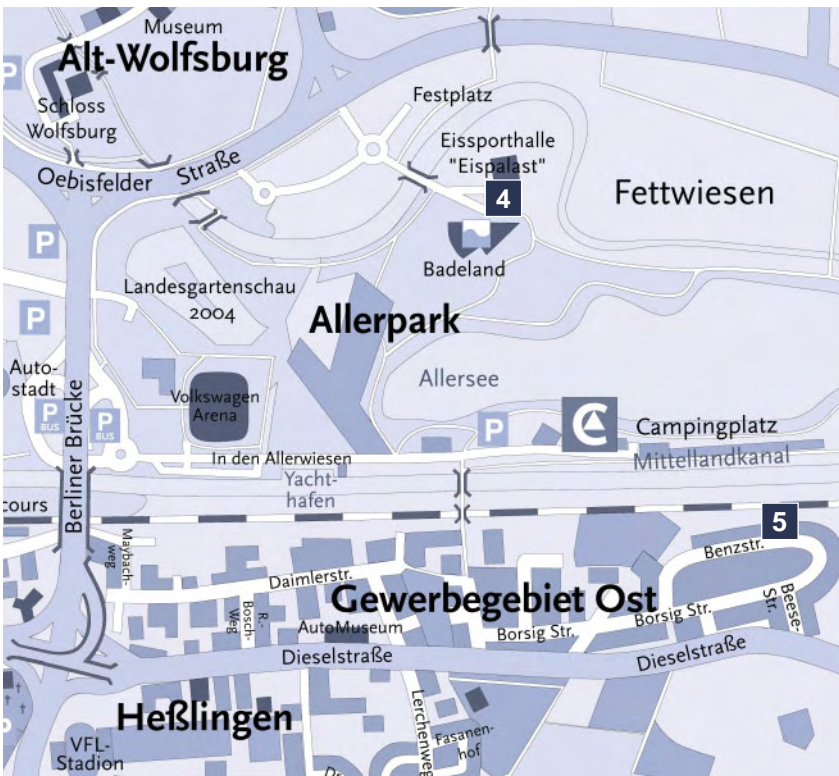 Museum
Alt-Wolfsburg
P
Schloss
Wolfsburg
Festplatz
Eissporthalle
"Eispalast"
Oebisfelder Straße
4
Fettwiesen
P
Badeland
Landesgartenschau
2004
Allerpark
P
Auto-
stadt
Allersee
Volkswagen
Arena
P
BUS
P
BUS
P
Campingplatz
Berliner Brücke
In den Allerwiesen
Mittellandkanal
Yacht-
hafen
cours
5
Maybach-
weg
Benzstr.
Daimlerstr.
Gewerbegebiet Ost
Beese-
Str.
R.-
Bosch-
Weg
AutoMuseum
Borsig Str.
Borsig Str.
Dieselstraße
Dieselstraße
Heßlingen
Lerchenweg
Fasanen-
hof
P
VFL-
Stadion